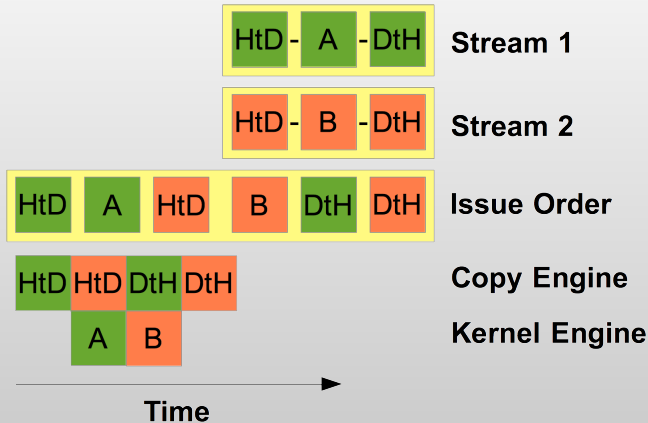 HtD - A - DtH Stream 1
HtD - B - DtH Stream 2
HtD A HtD B DtH DtH Issue Order
HtD HtD DtH DtH Copy Engine
A B Kernel Engine
Time